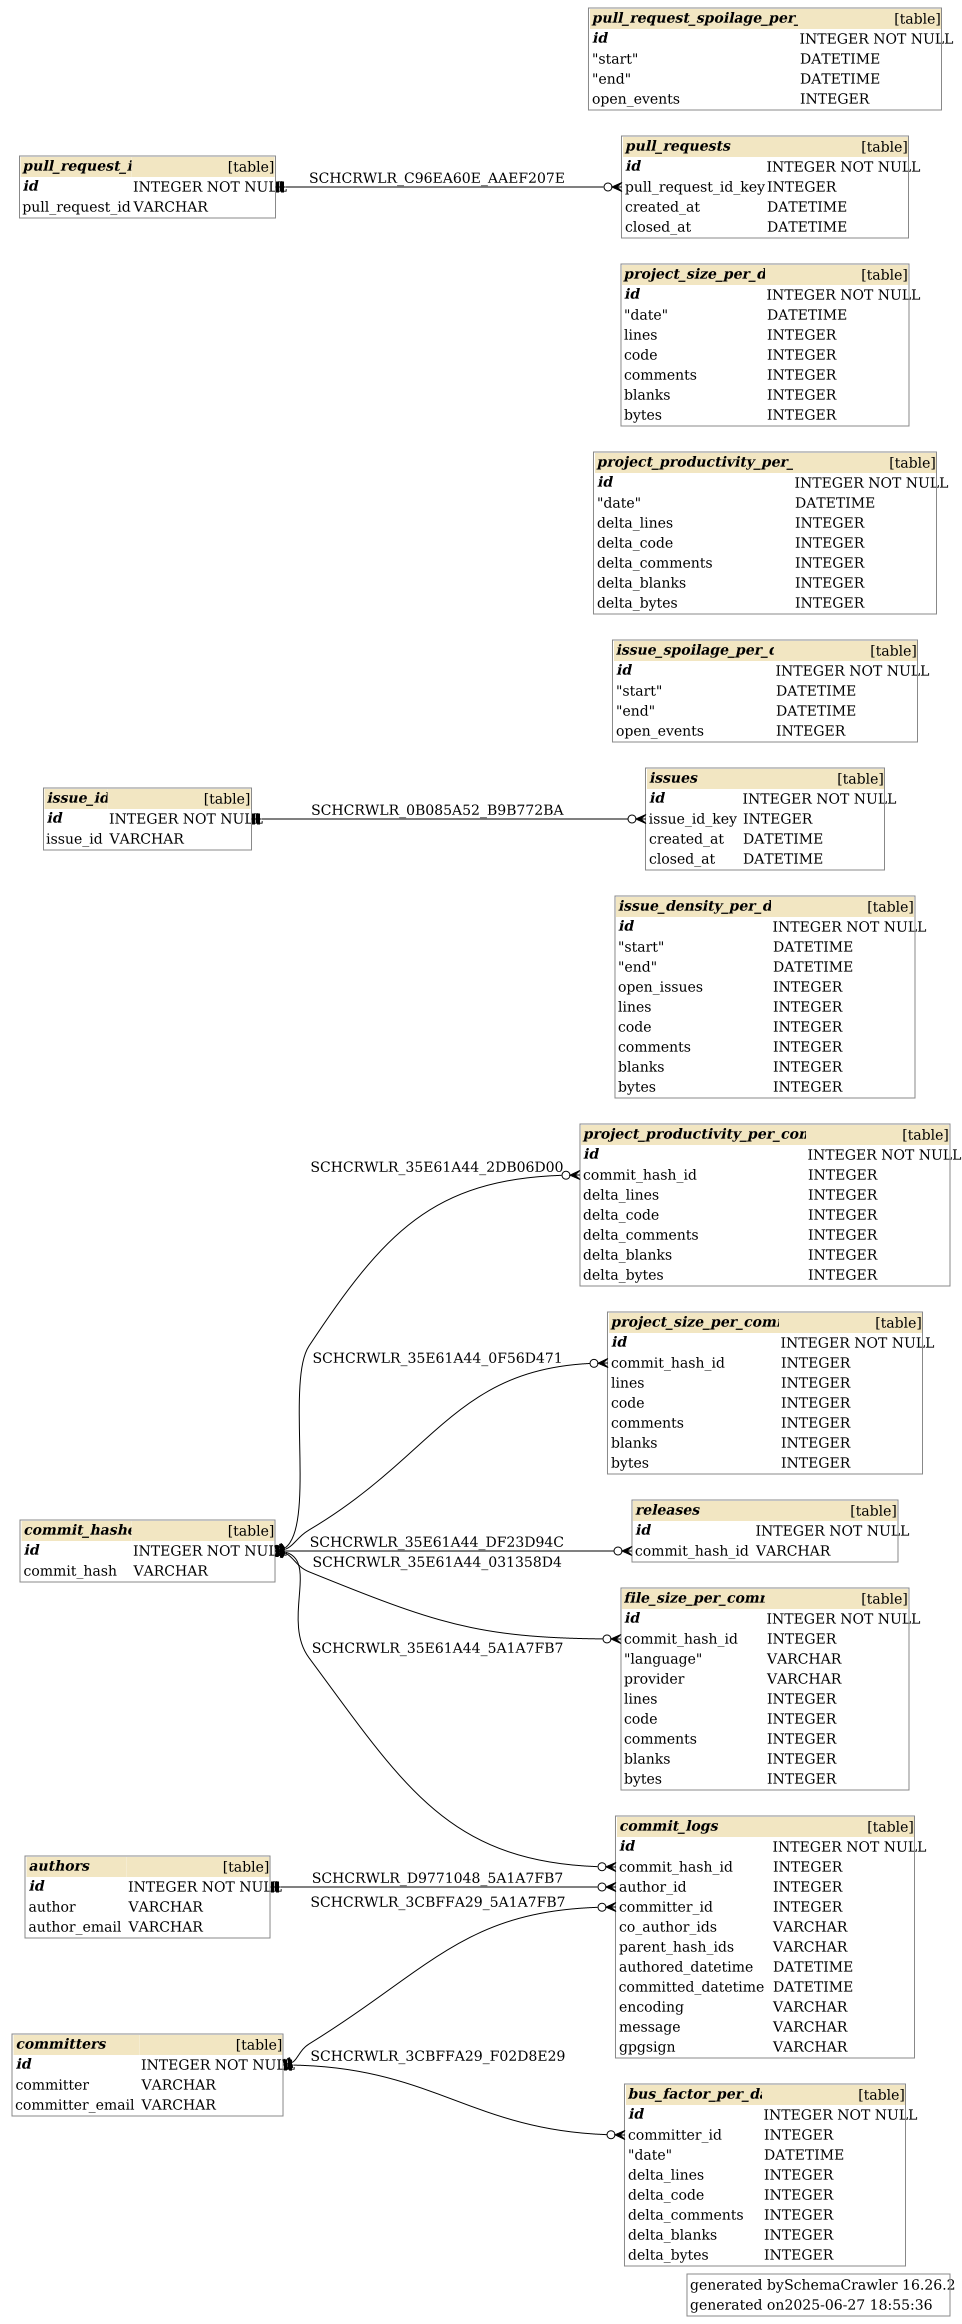 pull_request_spoilage_per_ [table]
id INTEGER NOT NULL
"start" DATETIME
"end" DATETIME
open_events INTEGER
pull_requests [table]
id INTEGER NOT NULL
pull_request_id_key INTEGER
created_at DATETIME
closed_at DATETIME
pull_request_i [table]
id INTEGER NOT NULL
pull_request_id VARCHAR
SCHCRWLR_C96EA60E_AAEF207E
project_size_per_d [table]
id INTEGER NOT NULL
"date" DATETIME
lines INTEGER
code INTEGER
comments INTEGER
blanks INTEGER
bytes INTEGER
project_productivity_per_ [table]
id INTEGER NOT NULL
"date" DATETIME
delta_lines INTEGER
delta_code INTEGER
delta_comments INTEGER
delta_blanks INTEGER
delta_bytes INTEGER
issue_spoilage_per_d [table]
id INTEGER NOT NULL
"start" DATETIME
"end" DATETIME
open_events INTEGER
issues [table]
id INTEGER NOT NULL
issue_id_key INTEGER
created_at DATETIME
closed_at DATETIME
issue_id [table]
id INTEGER NOT NULL
issue_id VARCHAR
SCHCRWLR_0B085A52_B9B772BA
issue_density_per_d [table]
id INTEGER NOT NULL
"start" DATETIME
"end" DATETIME
open_issues INTEGER
lines INTEGER
code INTEGER
comments INTEGER
blanks INTEGER
bytes INTEGER
project_productivity_per_con [table]
id INTEGER NOT NULL
commit_hash_id INTEGER
delta_lines INTEGER
delta_code INTEGER
delta_comments INTEGER
delta_blanks INTEGER
delta_bytes INTEGER
SCHCRWLR_35E61A44_2DB06D00
project_size_per_com [table]
id INTEGER NOT NULL
commit_hash_id INTEGER
lines INTEGER
code INTEGER
comments INTEGER
blanks INTEGER
bytes INTEGER
SCHCRWLR_35E61A44_0F56D471
releases [table]
id INTEGER NOT NULL
commit_hash_id VARCHAR
commit_hashe [table]
id INTEGER NOT NULL
commit_hash VARCHAR
SCHCRWLR_35E61A44_DF23D94C
SCHCRWLR_35E61A44_031358D4
file_size_per_com [table]
id INTEGER NOT NULL
commit_hash_id INTEGER
"language" VARCHAR
provider VARCHAR
lines INTEGER
code INTEGER
comments INTEGER
blanks INTEGER
bytes INTEGER
SCHCRWLR_35E61A44_5A1A7FB7
commit_logs [table]
id INTEGER NOT NULL
commit_hash_id INTEGER
author_id INTEGER
committer_id INTEGER
co_author_ids VARCHAR
parent_hash_ids VARCHAR
authored_datetime DATETIME
committed_datetime DATETIME
encoding VARCHAR
message VARCHAR
gpgsign VARCHAR
authors [table]
id INTEGER NOT NULL
author VARCHAR
author_email VARCHAR
SCHCRWLR_D9771048_5A1A7FB7
SCHCRWLR_3CBFFA29_5A1A7FB7
committers [table]
id INTEGER NOT NULL
committer VARCHAR
committer_email VARCHAR
SCHCRWLR_3CBFFA29_F02D8E29
bus_factor_per_da [table]
id INTEGER NOT NULL
committer_id INTEGER
"date" DATETIME
delta_lines INTEGER
delta_code INTEGER
delta_comments INTEGER
delta_blanks INTEGER
delta_bytes INTEGER
generated by SchemaCrawler 16.26.2
generated on 2025-06-27 18:55:36